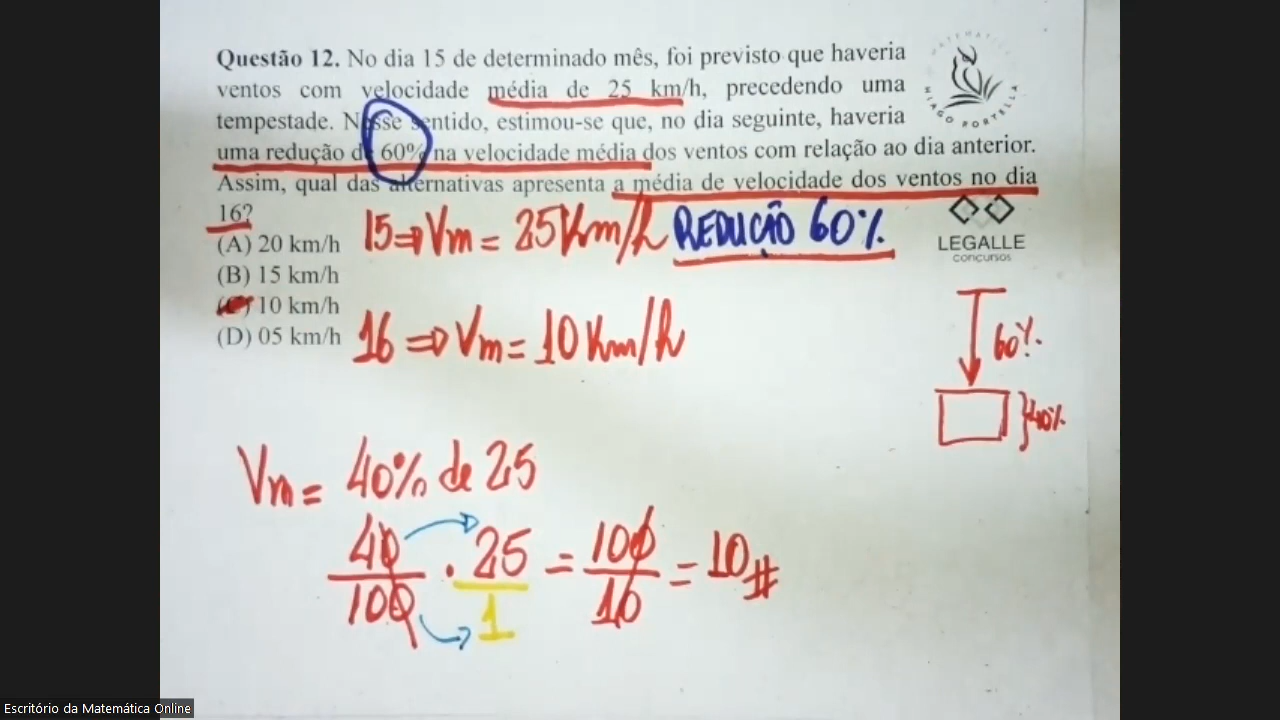 Questão 12. No dia 15 de determinado mês, foi previsto que haveria
ventos com velocidade média de 25 km/h, precedendo uma
tempestade. Nesse sentido, estimou-se que, no dia seguinte, haveria
uma redução de 60% na velocidade média dos ventos com relação ao dia anterior.
Assim, qual das alternativas apresenta a média de velocidade dos ventos no dia
16?
(A) 20 km/h
(B) 15 km/h
(C) 10 km/h
(D) 05 km/h
MATEMÁTICA
THIAGO PORTELLA
LEGALLE
concursos
15 ⇒ Vm = 25 Km/h REDUÇÃO 60%
16 ⇒ Vm = 10 Km/h
60%
40%
Vm = 40% de 25
40/100 · 25/1 = 100/10 = 10 #
Escritório da Matemática Online